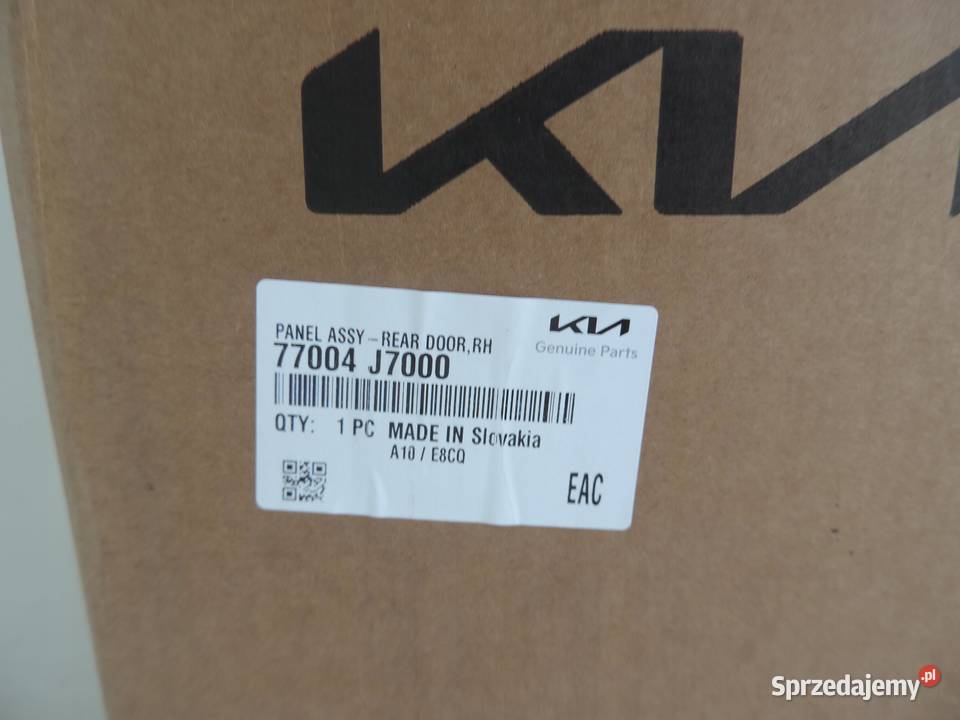 KIA
PANEL ASSY-REAR DOOR,RH
77004 J7000
KIA
Genuine Parts
QTY: 1 PC MADE IN Slovakia
A10 / E8CQ
EAC
Sprzedajemy.pl